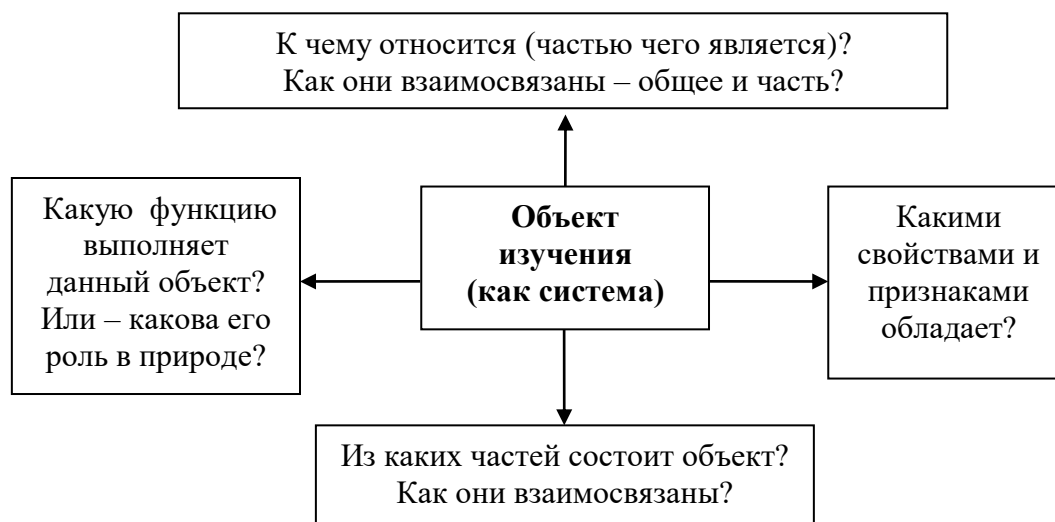 К чему относится (частью чего является)?
Как они взаимосвязаны – общее и часть?
Какую функцию
выполняет
данный объект?
Или – какова его
роль в природе?
Объект
изучения
(как система)
Какими
свойствами и
признаками
обладает?
Из каких частей состоит объект?
Как они взаимосвязаны?